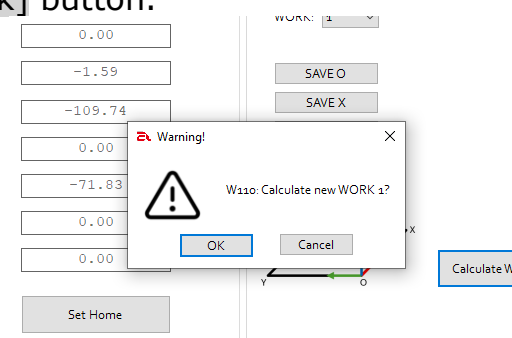 k] button.
0.00
WORK: 1
-1.59
SAVE O
-109.74
SAVE X
Warning!
0.00
W110: Calculate new WORK 1?
-71.83
0.00
X
OK
Cancel
0.00
Calculate W
Y
O
Set Home